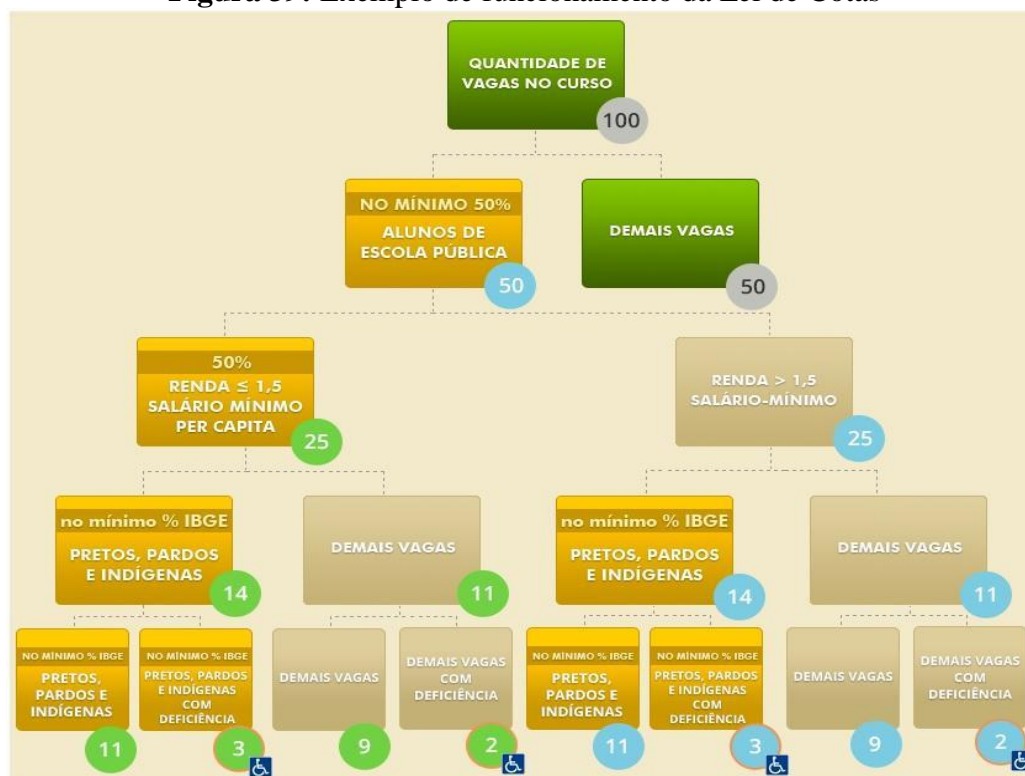 Figura 39: Exemplo de funcionamento da Lei de Cotas
QUANTIDADE DE
VAGAS NO CURSO
100
NO MÍNIMO 50%
ALUNOS DE
ESCOLA PÚBLICA
50
DEMAIS VAGAS
50
50%
RENDA ≤ 1,5
SALÁRIO MÍNIMO
PER CAPITA
25
RENDA > 1,5
SALÁRIO-MÍNIMO
25
no mínimo % IBGE
PRETOS, PARDOS
E INDÍGENAS
14
DEMAIS VAGAS
11
no mínimo % IBGE
PRETOS, PARDOS
E INDÍGENAS
14
DEMAIS VAGAS
11
NO MÍNIMO % IBGE
PRETOS,
PARDOS E
INDÍGENAS
11
NO MÍNIMO % IBGE
PRETOS, PARDOS
E INDÍGENAS
COM
DEFICIÊNCIA
3
DEMAIS VAGAS
9
DEMAIS VAGAS
COM
DEFICIÊNCIA
2
NO MÍNIMO % IBGE
PRETOS,
PARDOS E
INDÍGENAS
11
NO MÍNIMO % IBGE
PRETOS, PARDOS
E INDÍGENAS
COM
DEFICIÊNCIA
3
DEMAIS VAGAS
9
DEMAIS VAGAS
COM
DEFICIÊNCIA
2